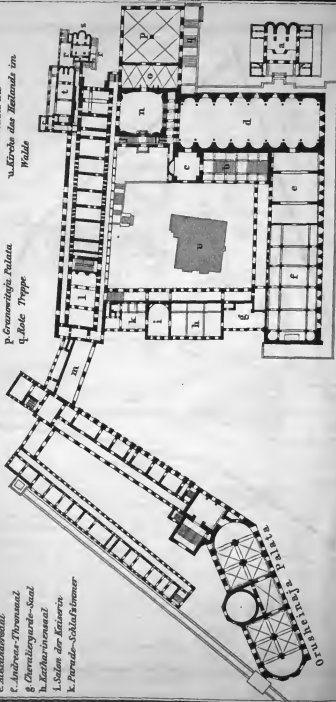 f. Andreas-Thronsaal
g. Chevaliergarde-Saal
h. Katharinensaal
i. Salon der Kaiserin
k. Parade-Schlafzimmer
p. Granowitaja Palata
q. Rote Treppe
u. Kirche des Heilands im
Walde
Orusheinaja Palata
m
l
k
i
h
g
f
e
d
c
b
u
n
o
p
q
a
t
r
s